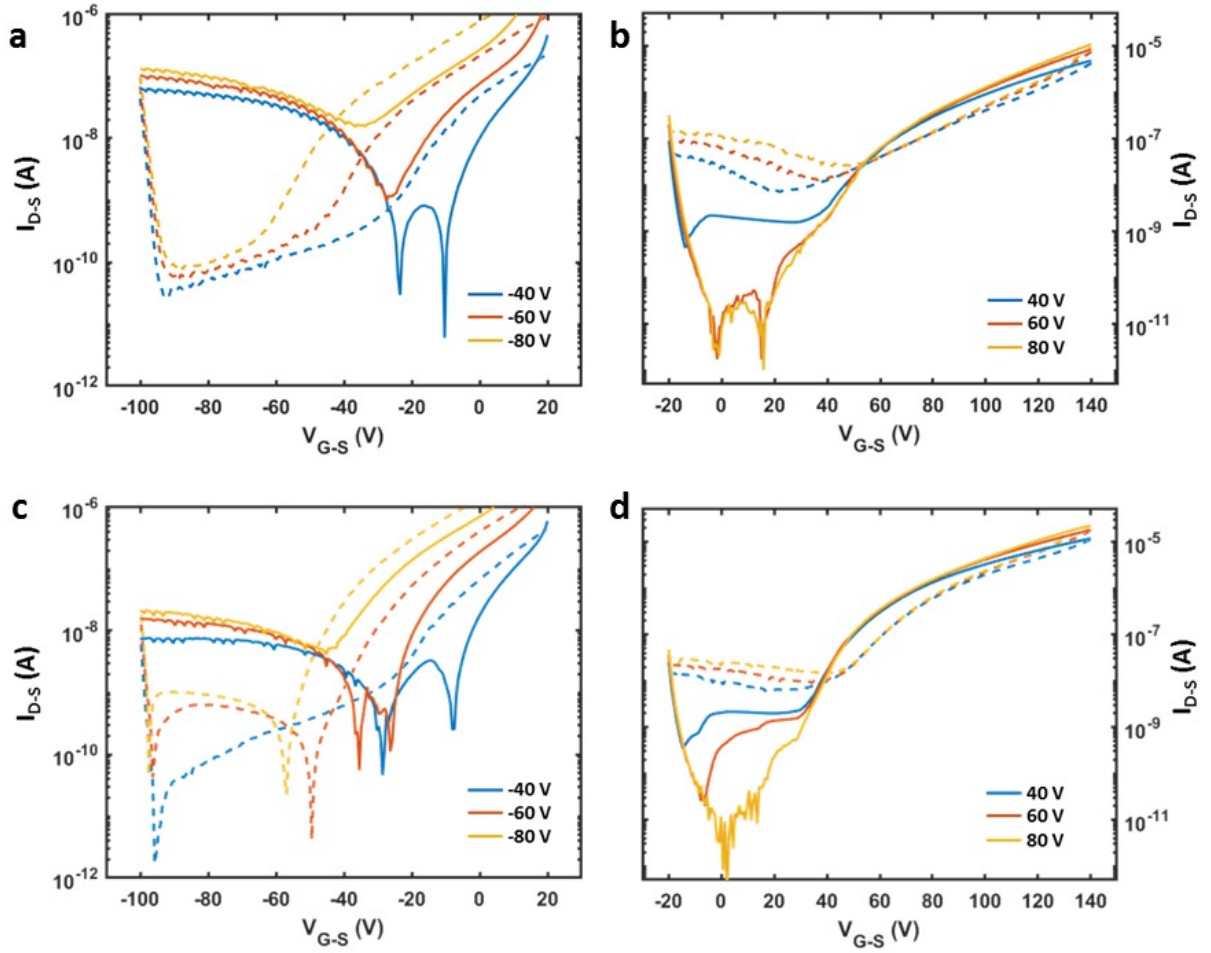 a
10^-6
10^-8
10^-10
10^-12
I_D-S (A)
-40 V
-60 V
-80 V
-100 -80 -60 -40 -20 0 20
V_G-S (V)
b
10^-5
10^-7
10^-9
10^-11
I_D-S (A)
40 V
60 V
80 V
-20 0 20 40 60 80 100 120 140
V_G-S (V)
c
10^-6
10^-8
10^-10
10^-12
I_D-S (A)
-40 V
-60 V
-80 V
-100 -80 -60 -40 -20 0 20
V_G-S (V)
d
10^-5
10^-7
10^-9
10^-11
I_D-S (A)
40 V
60 V
80 V
-20 0 20 40 60 80 100 120 140
V_G-S (V)